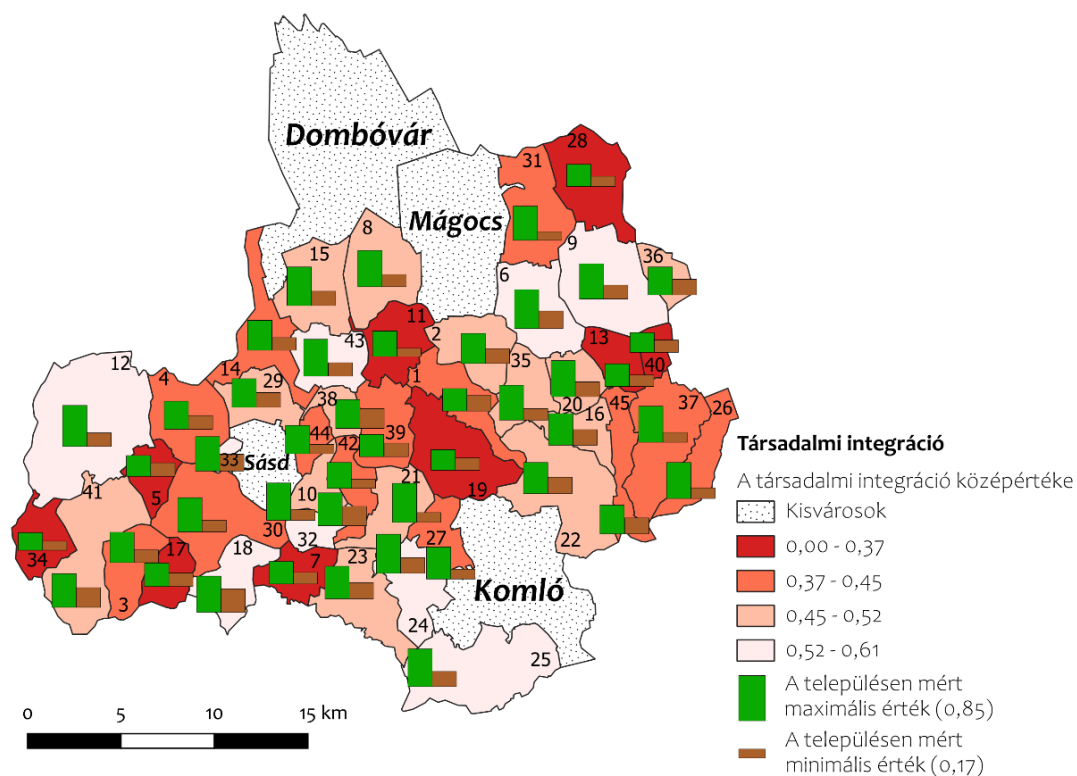 Dombóvár
28
31
Mágocs
8
9
15
36
6
11
2
13
43
12
40
4
14
29
1
35
38
20
16
45
37
26
44
42
39
33
Sásd
41
5
10
21
19
30
32
22
34
17
18
7
23
27
Komló
3
24
25
0 5 10 15 km
Társadalmi integráció
A társadalmi integráció középértéke
Kisvárosok
0,00 - 0,37
0,37 - 0,45
0,45 - 0,52
0,52 - 0,61
A településen mért
maximális érték (0,85)
A településen mért
minimális érték (0,17)